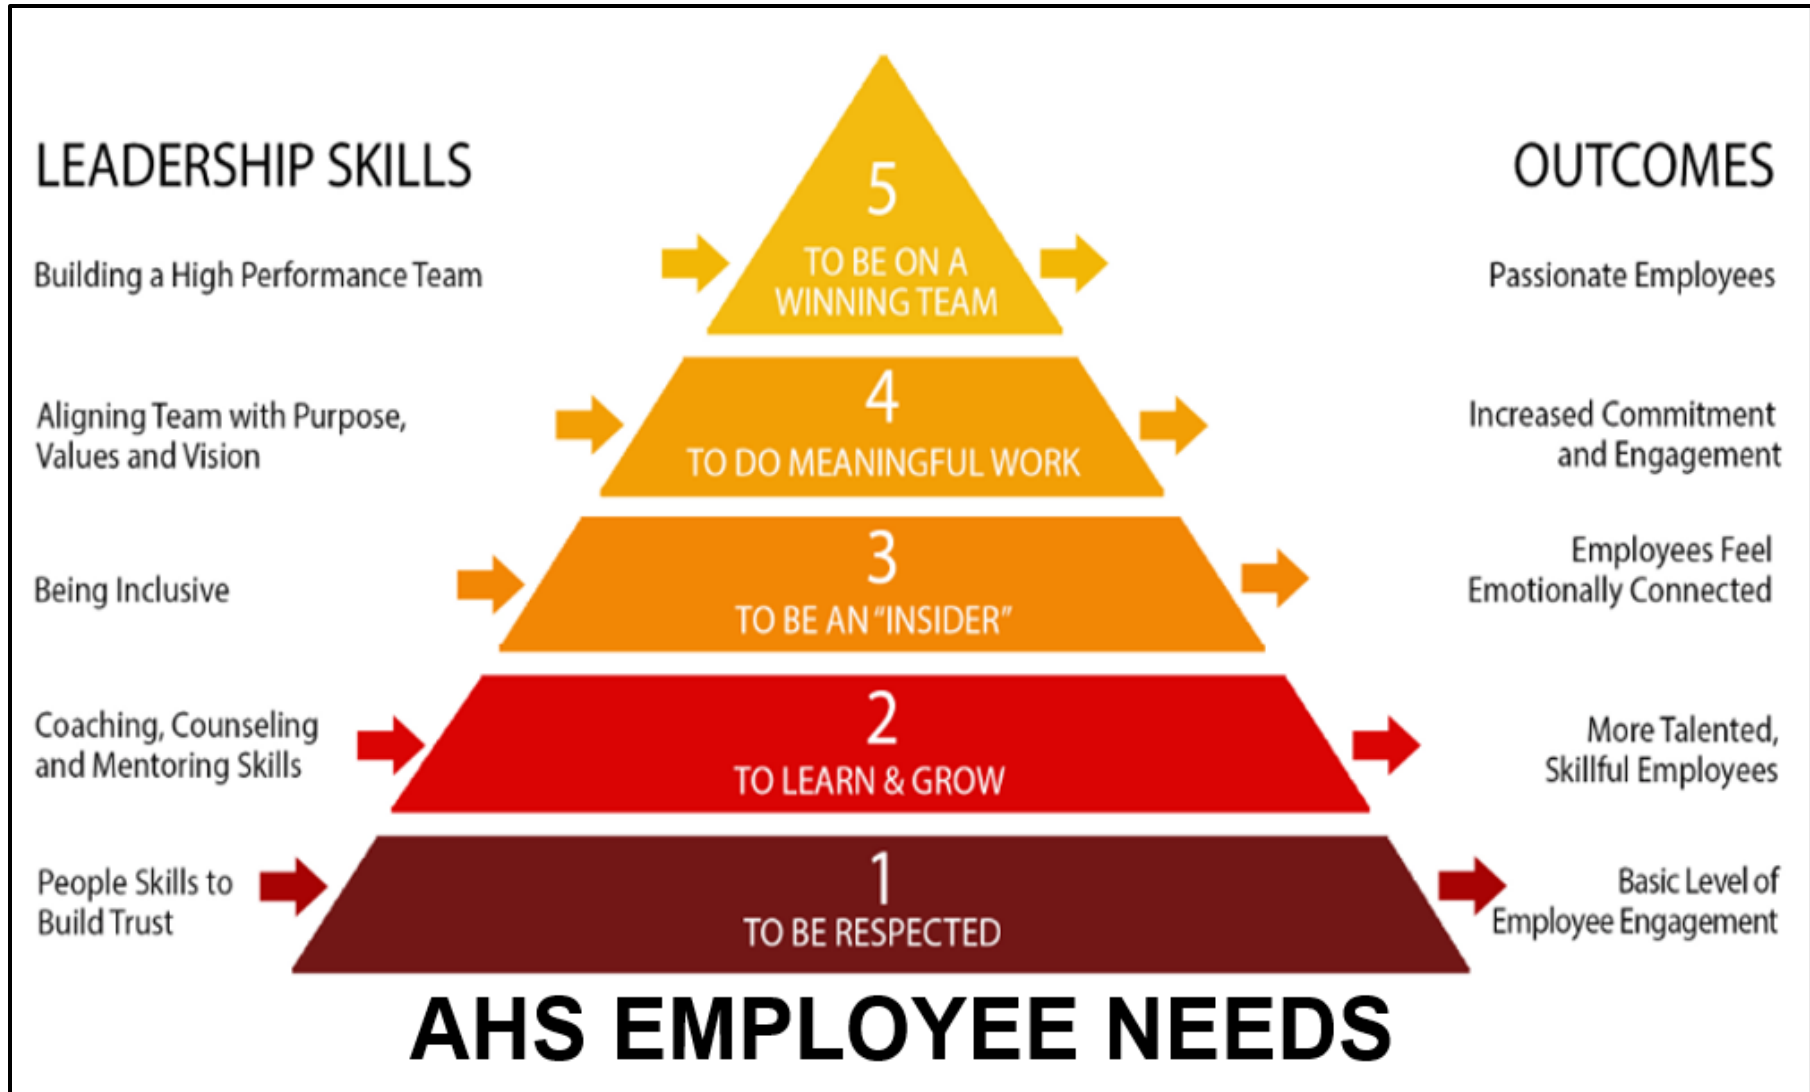 LEADERSHIP SKILLS
OUTCOMES
5
TO BE ON A
WINNING TEAM
Building a High Performance Team
Passionate Employees
4
TO DO MEANINGFUL WORK
Aligning Team with Purpose,
Values and Vision
Increased Commitment
and Engagement
3
TO BE AN “INSIDER”
Being Inclusive
Employees Feel
Emotionally Connected
2
TO LEARN & GROW
Coaching, Counseling
and Mentoring Skills
More Talented,
Skillful Employees
1
TO BE RESPECTED
People Skills to
Build Trust
Basic Level of
Employee Engagement
AHS EMPLOYEE NEEDS